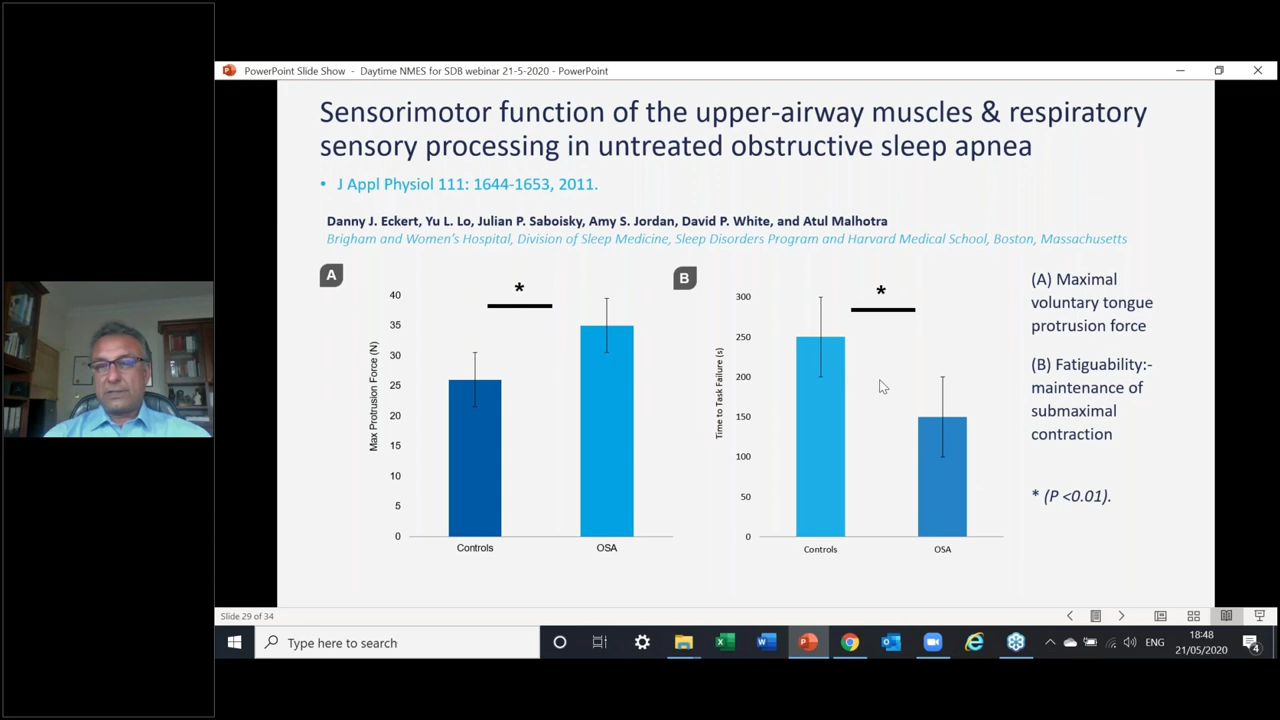 PowerPoint Slide Show - Daytime NMES for SDB webinar 21-5-2020 - PowerPoint
Sensorimotor function of the upper-airway muscles & respiratory
sensory processing in untreated obstructive sleep apnea
• J Appl Physiol 111: 1644-1653, 2011.
Danny J. Eckert, Yu L. Lo, Julian P. Saboisky, Amy S. Jordan, David P. White, and Atul Malhotra
Brigham and Women's Hospital, Division of Sleep Medicine, Sleep Disorders Program and Harvard Medical School, Boston, Massachusetts
A
*
Max Protrusion Force (N)
40
35
30
25
20
15
10
5
0
Controls OSA
B
*
Time to Task Failure (s)
300
250
200
150
100
50
0
Controls OSA
(A) Maximal
voluntary tongue
protrusion force
(B) Fatiguability:-
maintenance of
submaximal
contraction
* (P <0.01).
Slide 29 of 34
Type here to search
ENG
18:48
21/05/2020
4